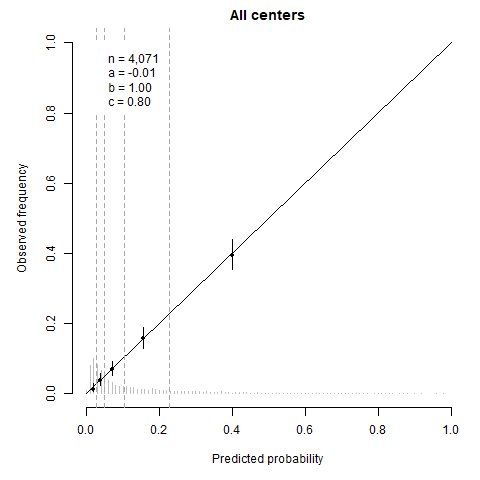 All centers
n = 4,071
a = -0.01
b = 1.00
c = 0.80
Observed frequency
1.0
0.8
0.6
0.4
0.2
0.0
0.0 0.2 0.4 0.6 0.8 1.0
Predicted probability